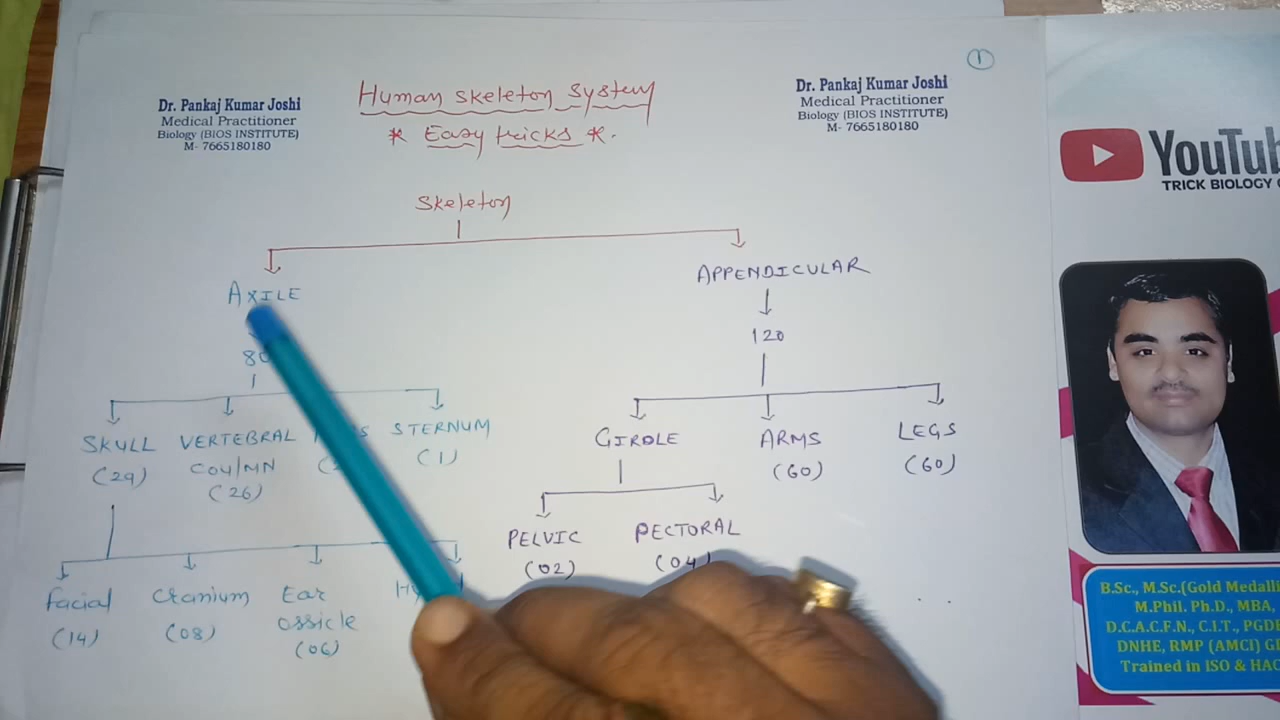 1
Dr. Pankaj Kumar Joshi
Medical Practitioner
Biology (BIOS INSTITUTE)
M- 7665180180
Human Skeleton System
* Easy tricks *.
Dr. Pankaj Kumar Joshi
Medical Practitioner
Biology (BIOS INSTITUTE)
M- 7665180180
YouTub
TRICK BIOLOGY
Skeleton
AXILE
APPENDICULAR
80
120
SKULL
(29)
VERTEBRAL
COLUMN
(26)
STERNUM
(1)
GIRDLE
ARMS
(60)
LEGS
(60)
PELVIC
(02)
PECTORAL
(04)
Facial
(14)
Cranium
(08)
Ear
ossicle
(06)
B.Sc., M.Sc.(Gold Medalli
M.Phil. Ph.D., MBA,
D.C.A.C.F.N., C.I.T., PGD
DNHE, RMP (AMCI) G
Trained in ISO & HAC